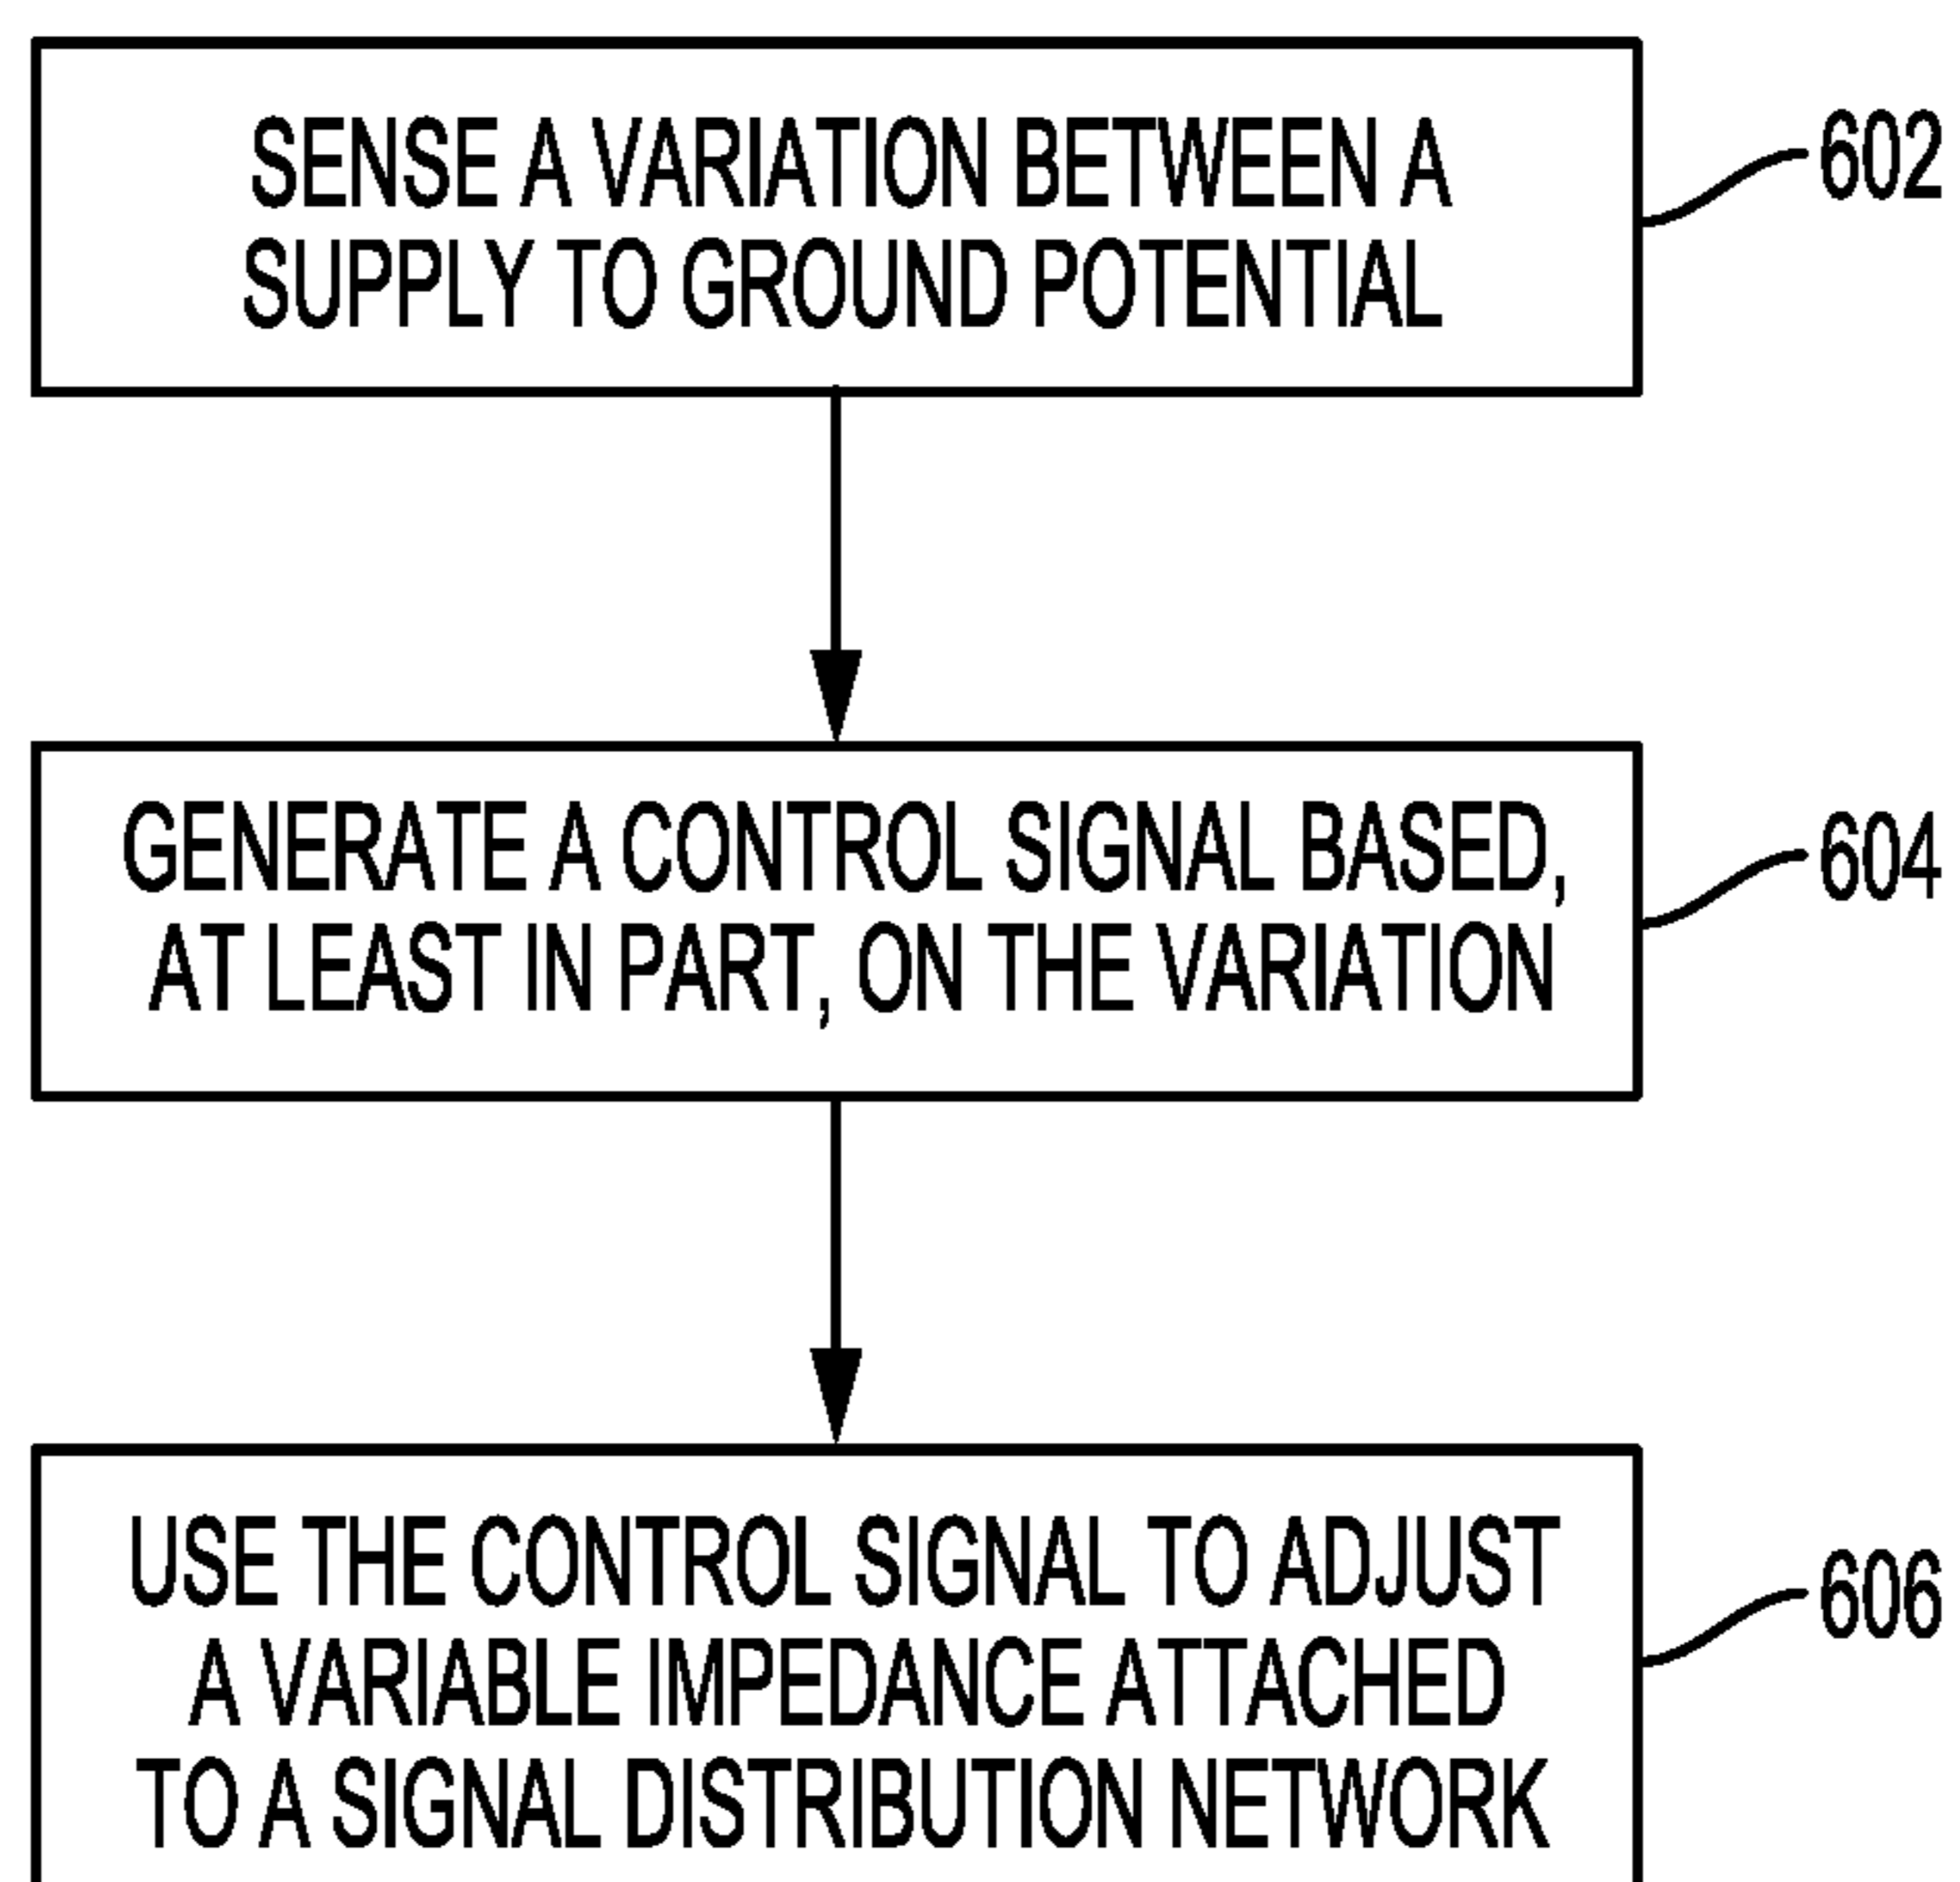 SENSE A VARIATION BETWEEN A
SUPPLY TO GROUND POTENTIAL
602
GENERATE A CONTROL SIGNAL BASED,
AT LEAST IN PART, ON THE VARIATION
604
USE THE CONTROL SIGNAL TO ADJUST
A VARIABLE IMPEDANCE ATTACHED
TO A SIGNAL DISTRIBUTION NETWORK
606